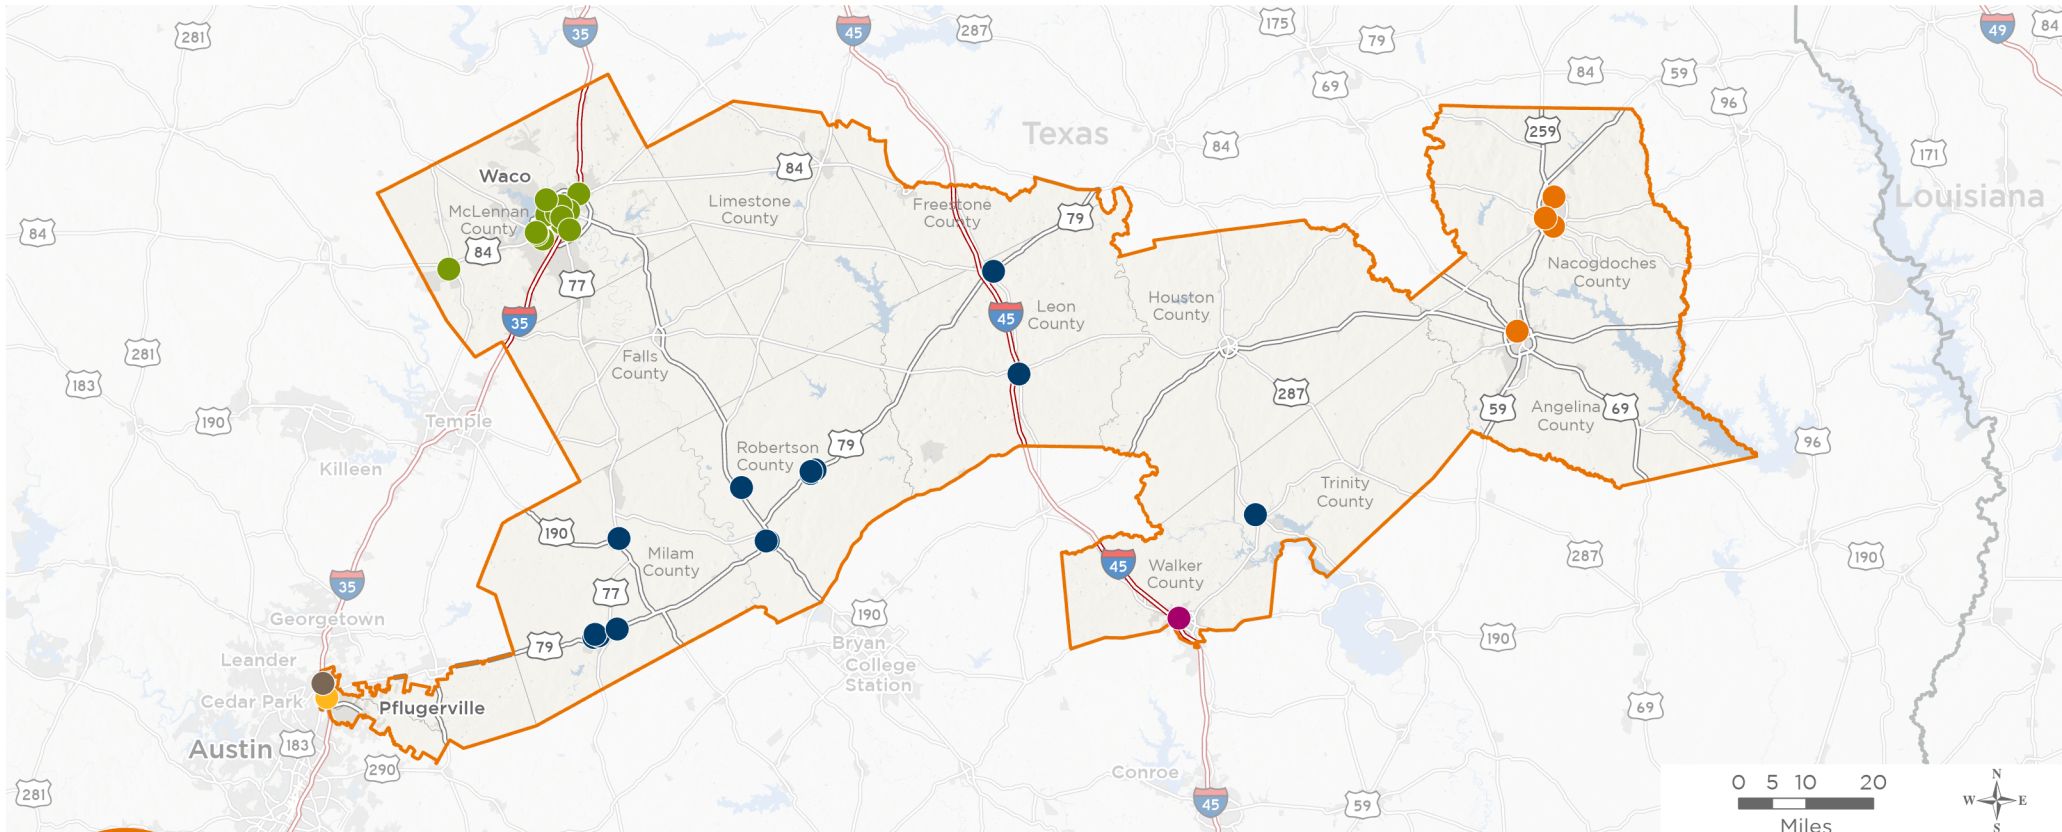 281
35
45
287
175
79
69
84
59
96
49
84
Texas
259
84
84
171
Louisiana
Waco
McLennan
County
84
84
Limestone
County
Freestone
County
79
77
35
45
Leon
County
Houston
County
Nacogdoches
County
281
183
190
Falls
County
287
59
Angelina
County
69
96
Temple
Killeen
Robertson
County
79
Trinity
County
190
Milam
County
77
45
Walker
County
287
190
35
Georgetown
79
190
Bryan
College
Station
190
Leander
Cedar Park
Pflugerville
Austin
183
290
281
69
Conroe
45
59
0 5 10 20
Miles
N
W E
S